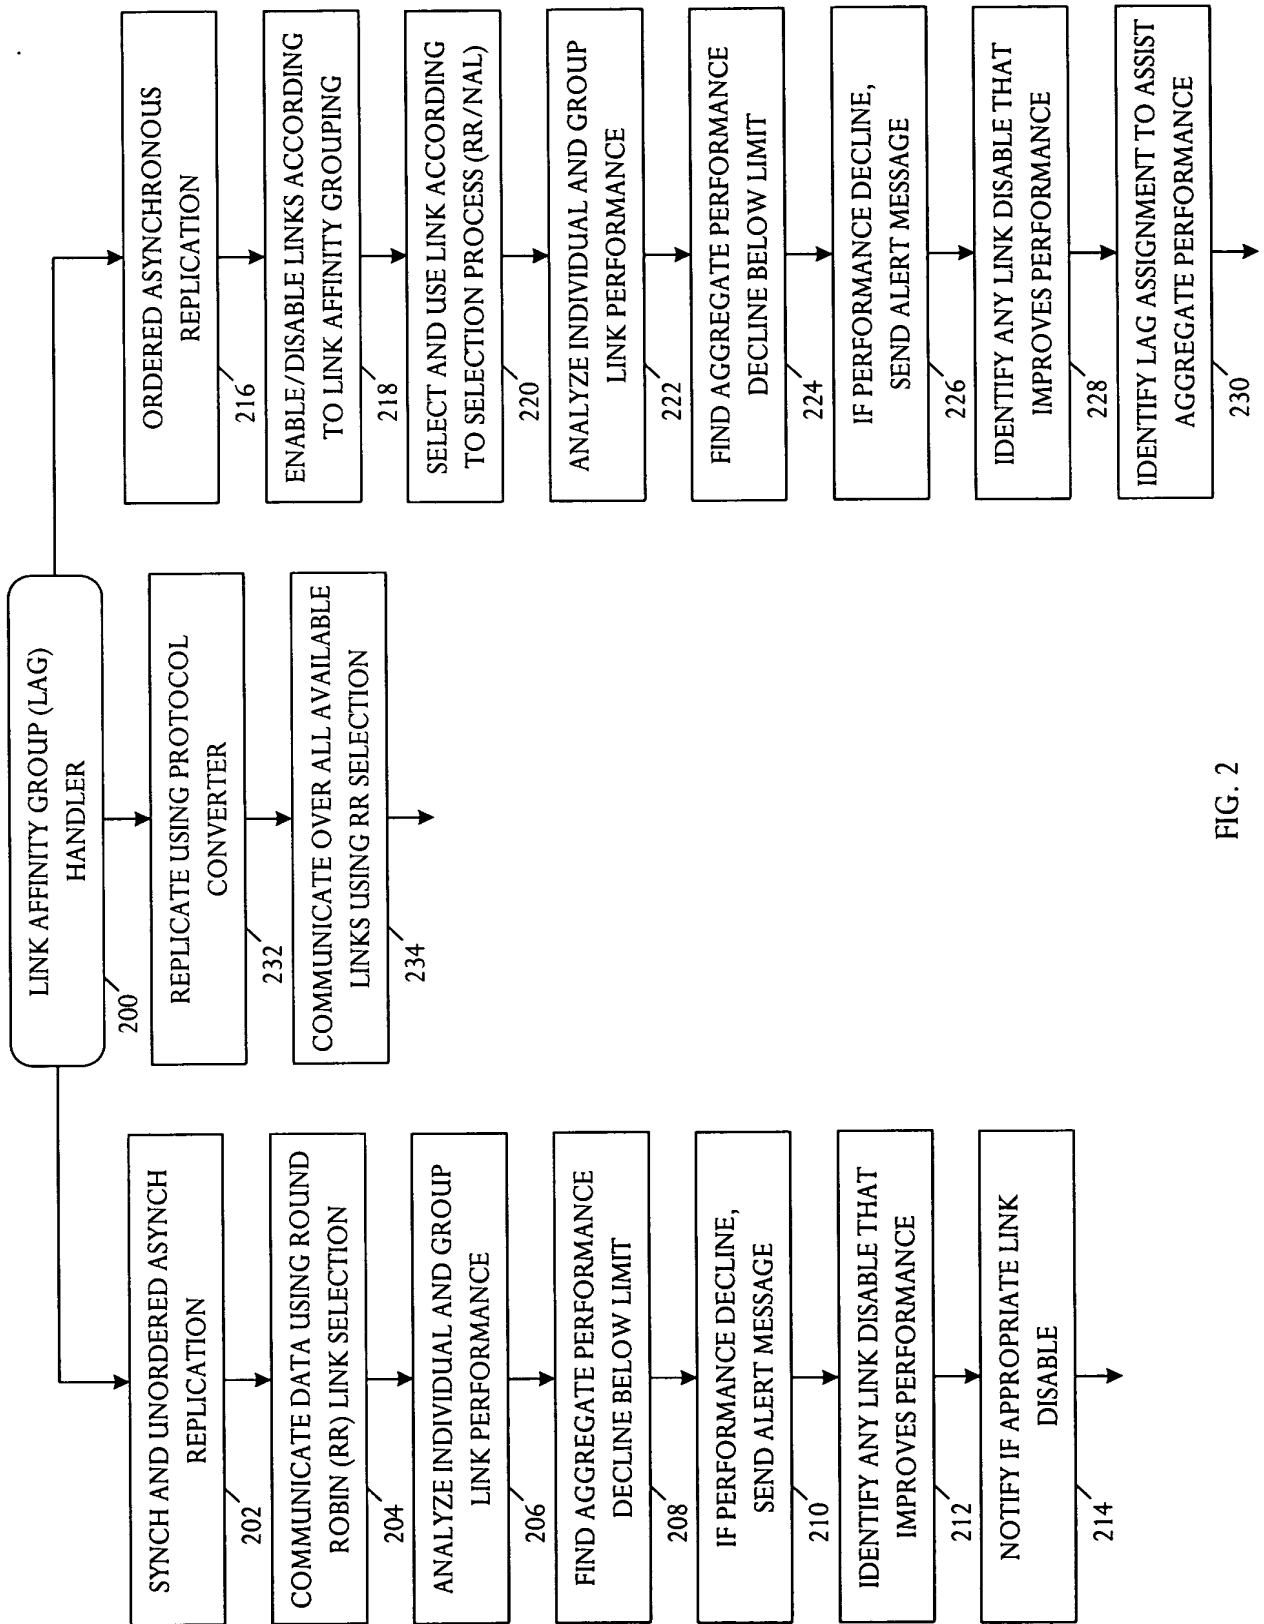 LINK AFFINITY GROUP (LAG)
HANDLER
200
SYNCH AND UNORDERED ASYNCH
REPLICATION
202
COMMUNICATE DATA USING ROUND
ROBIN (RR) LINK SELECTION
204
ANALYZE INDIVIDUAL AND GROUP
LINK PERFORMANCE
206
FIND AGGREGATE PERFORMANCE
DECLINE BELOW LIMIT
208
IF PERFORMANCE DECLINE,
SEND ALERT MESSAGE
210
IDENTIFY ANY LINK DISABLE THAT
IMPROVES PERFORMANCE
212
NOTIFY IF APPROPRIATE LINK
DISABLE
214
REPLICATE USING PROTOCOL
CONVERTER
232
COMMUNICATE OVER ALL AVAILABLE
LINKS USING RR SELECTION
234
ORDERED ASYNCHRONOUS
REPLICATION
216
ENABLE/DISABLE LINKS ACCORDING
TO LINK AFFINITY GROUPING
218
SELECT AND USE LINK ACCORDING
TO SELECTION PROCESS (RR/NAL)
220
ANALYZE INDIVIDUAL AND GROUP
LINK PERFORMANCE
222
FIND AGGREGATE PERFORMANCE
DECLINE BELOW LIMIT
224
IF PERFORMANCE DECLINE,
SEND ALERT MESSAGE
226
IDENTIFY ANY LINK DISABLE THAT
IMPROVES PERFORMANCE
228
IDENTIFY LAG ASSIGNMENT TO ASSIST
AGGREGATE PERFORMANCE
230
FIG. 2